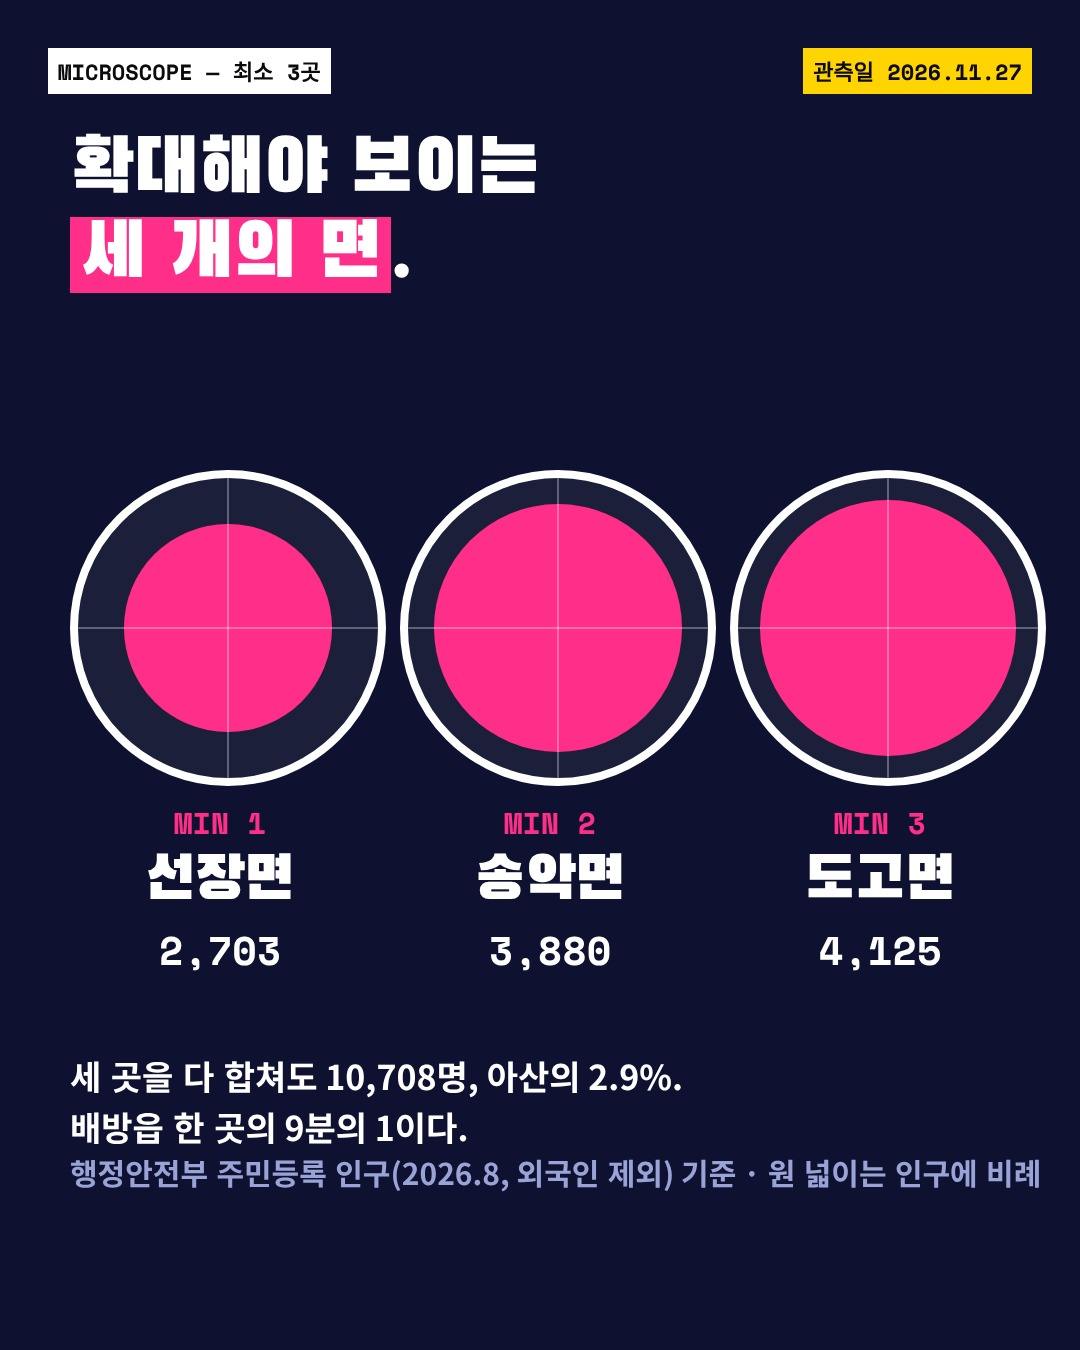 MICROSCOPE — 최소 3곳
관측일 2026.11.27
확대해야 보이는
세 개의 면.
MIN 1
선장면
2,703
MIN 2
송악면
3,880
MIN 3
도고면
4,125
세 곳을 다 합쳐도 10,708명, 아산의 2.9%.
배방읍 한 곳의 9분의 1이다.
행정안전부 주민등록 인구(2026.8, 외국인 제외) 기준 · 원 넓이는 인구에 비례